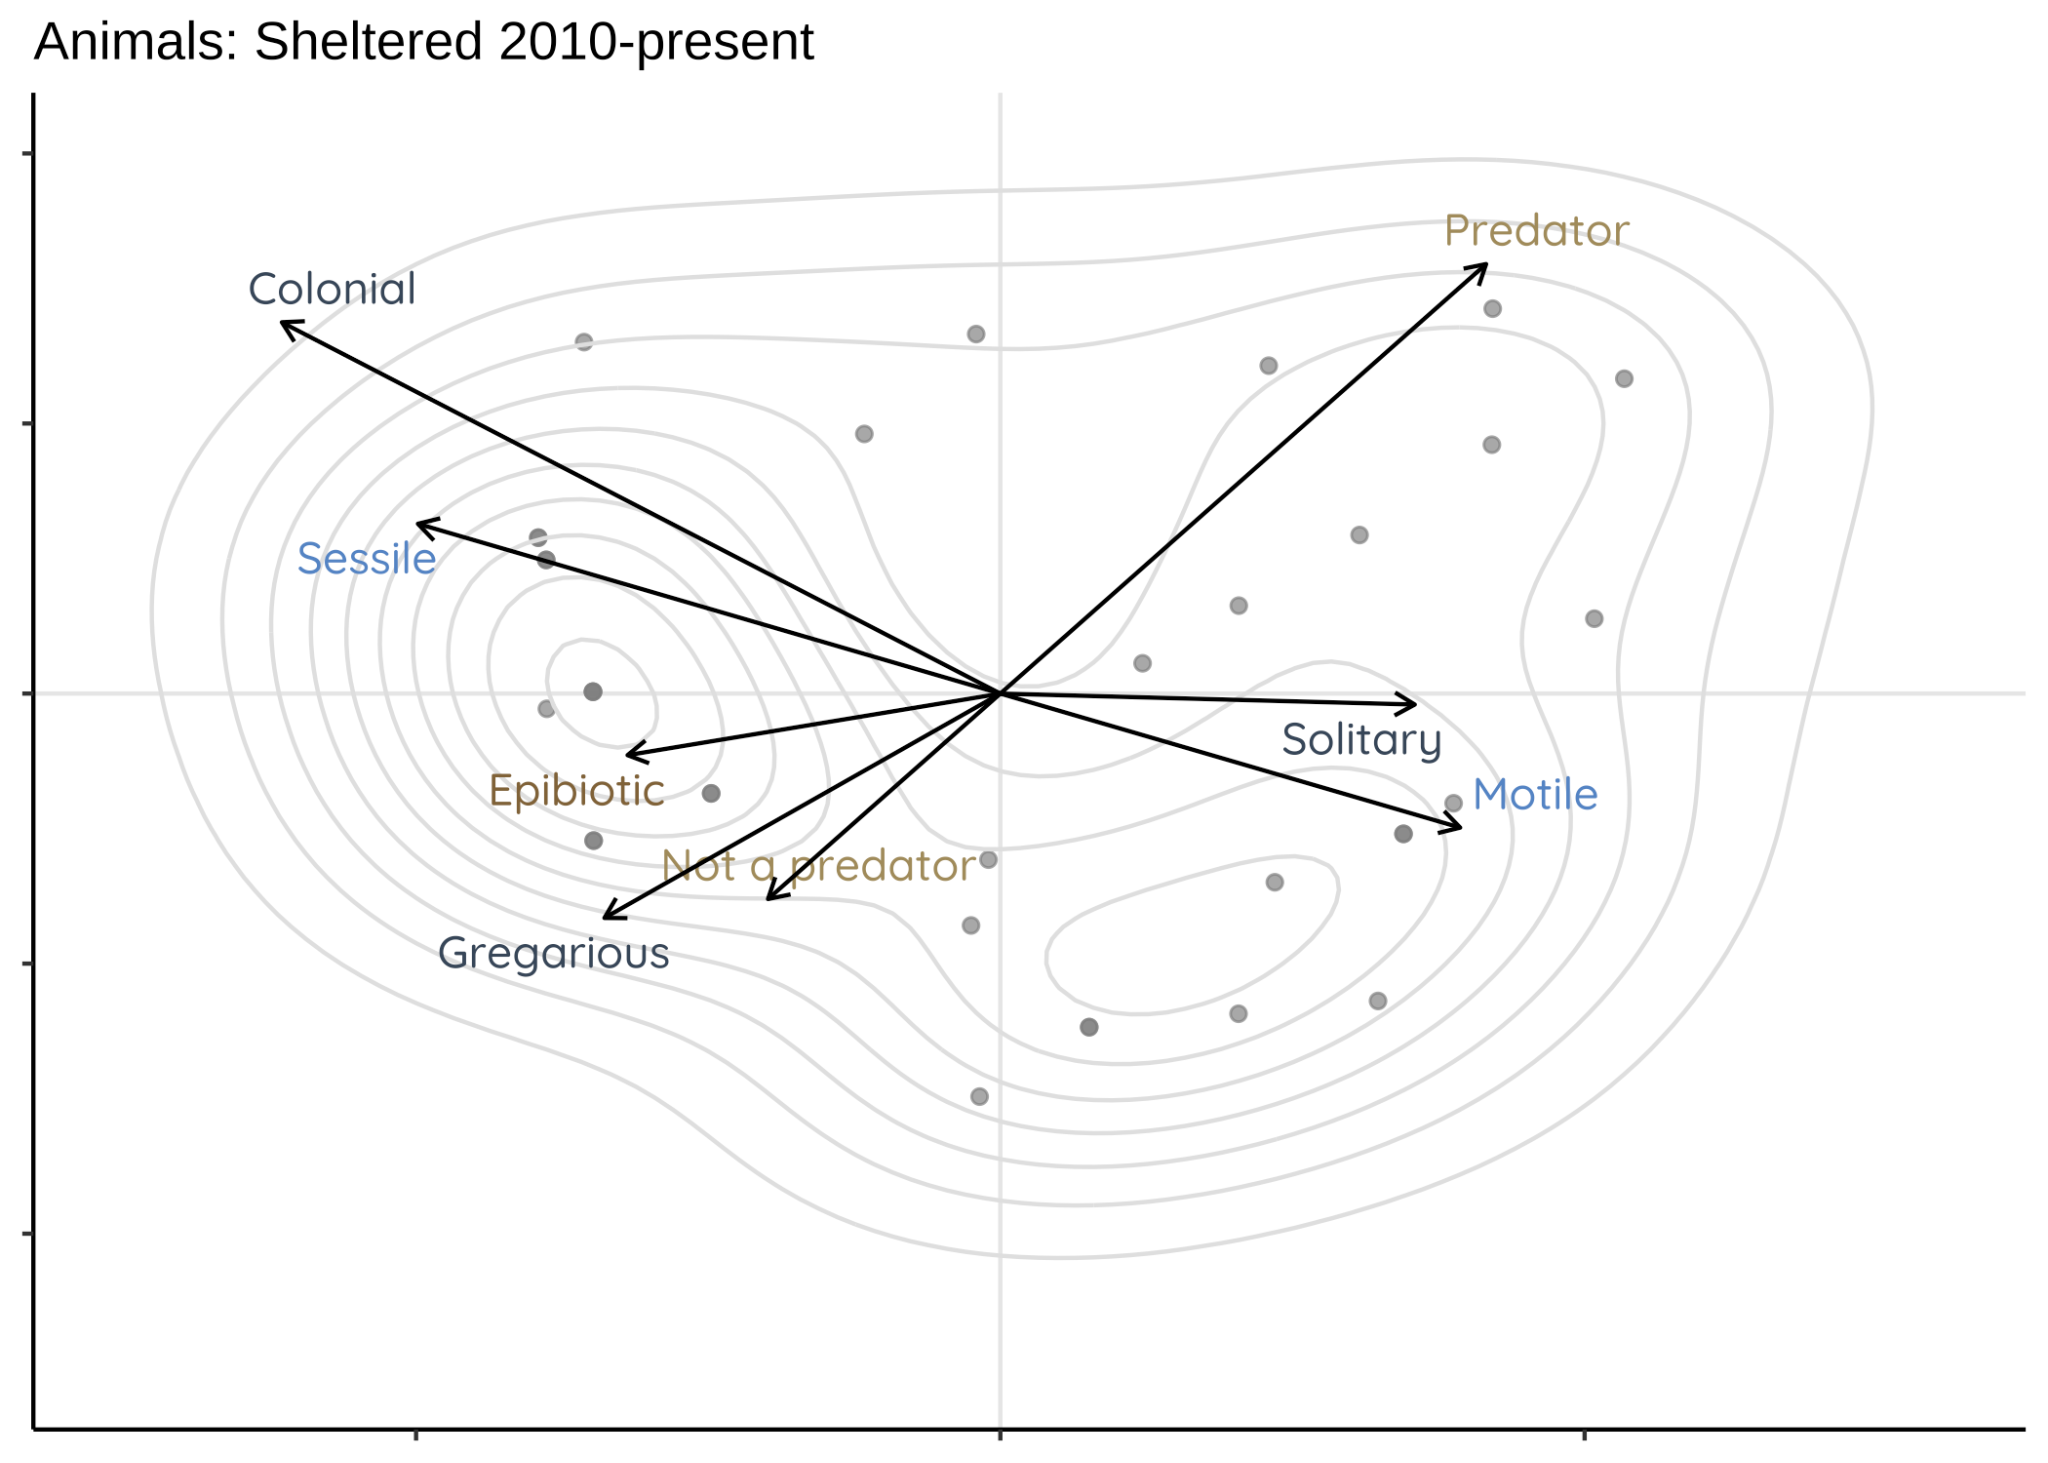 Animals: Sheltered 2010-present
Predator
Colonial
Sessile
Solitary
Epibiotic
Motile
Not a predator
Gregarious